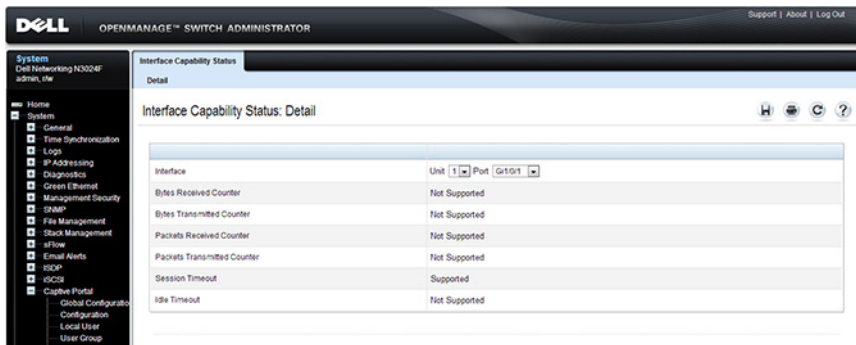 Support | About | Log Out
DELL OPENMANAGE™ SWITCH ADMINISTRATOR
System
Dell Networking N3024F
admin, r/w
Home
System
General
Time Synchronization
Logs
IP Addressing
Diagnostics
Green Ethernet
Management Security
SNMP
File Management
Stack Management
sFlow
Email Alerts
ISDP
iSCSI
Captive Portal
Global Configuratio
Configuration
Local User
User Group
Interface Capability Status
Detail
Interface Capability Status: Detail
Interface Unit 1 Port Gi1/0/1
Bytes Received Counter Not Supported
Bytes Transmitted Counter Not Supported
Packets Received Counter Not Supported
Packets Transmitted Counter Not Supported
Session Timeout Supported
Idle Timeout Not Supported